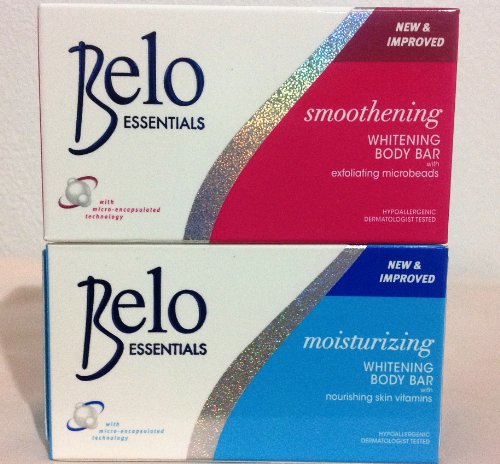 Belo
ESSENTIALS
with
micro-encapsulated
technology
NEW &
IMPROVED
smoothening
WHITENING
BODY BAR
with
exfoliating microbeads
HYPOALLERGENIC
DERMATOLOGIST TESTED
Belo
ESSENTIALS
with
micro-encapsulated
technology
NEW &
IMPROVED
moisturizing
WHITENING
BODY BAR
with
nourishing skin vitamins
HYPOALLERGENIC
DERMATOLOGIST TESTED